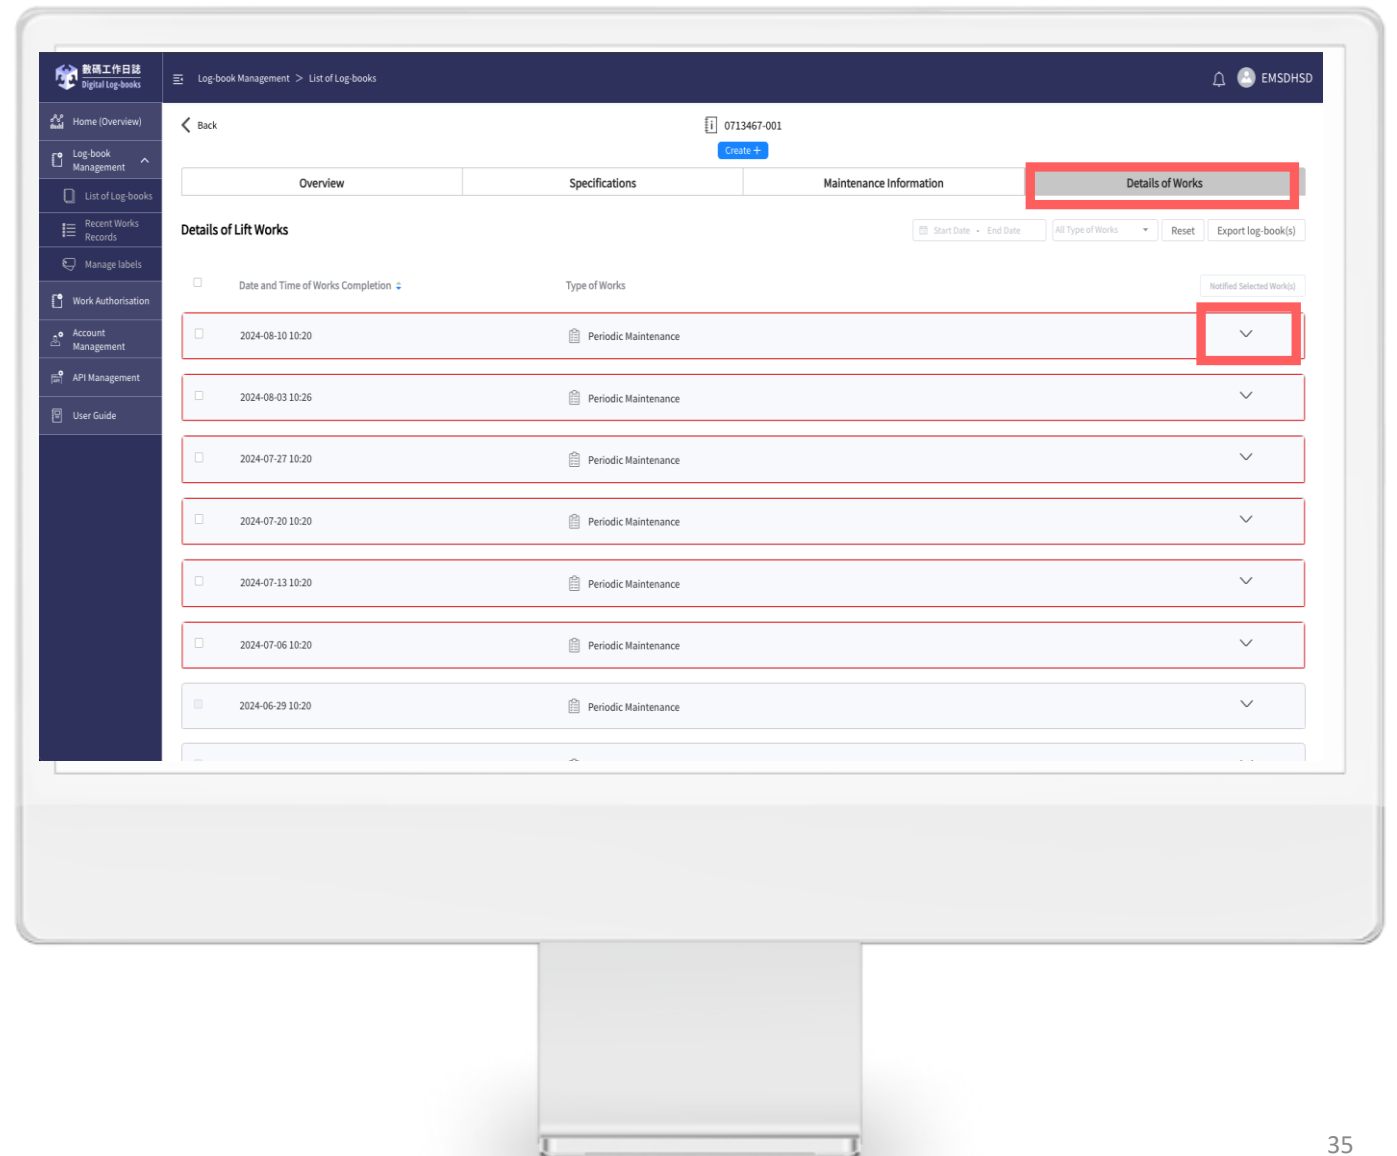 數碼工作日誌
Digital Log-books
Log-book Management > List of Log-books
EMSDHSD
Home (Overview)
Log-book
Management
List of Log-books
Recent Works
Records
Manage labels
Work Authorisation
Account
Management
API Management
User Guide
Back
0713467-001
Create +
Overview
Specifications
Maintenance Information
Details of Works
Details of Lift Works
Start Date - End Date
All Type of Works
Reset
Export log-book(s)
Date and Time of Works Completion
Type of Works
Notified Selected Work(s)
2024-08-10 10:20 Periodic Maintenance
2024-08-03 10:26 Periodic Maintenance
2024-07-27 10:20 Periodic Maintenance
2024-07-20 10:20 Periodic Maintenance
2024-07-13 10:20 Periodic Maintenance
2024-07-06 10:20 Periodic Maintenance
2024-06-29 10:20 Periodic Maintenance
35